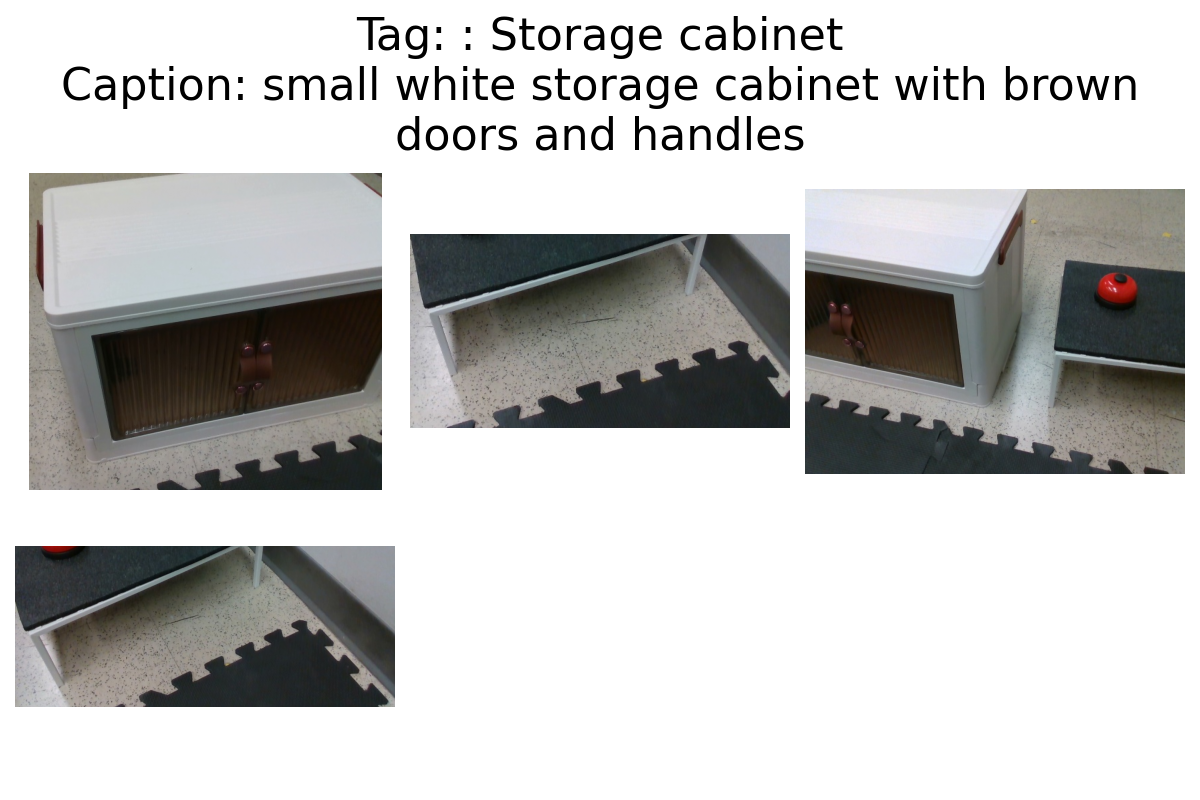 Tag: : Storage cabinet
Caption: small white storage cabinet with brown
doors and handles